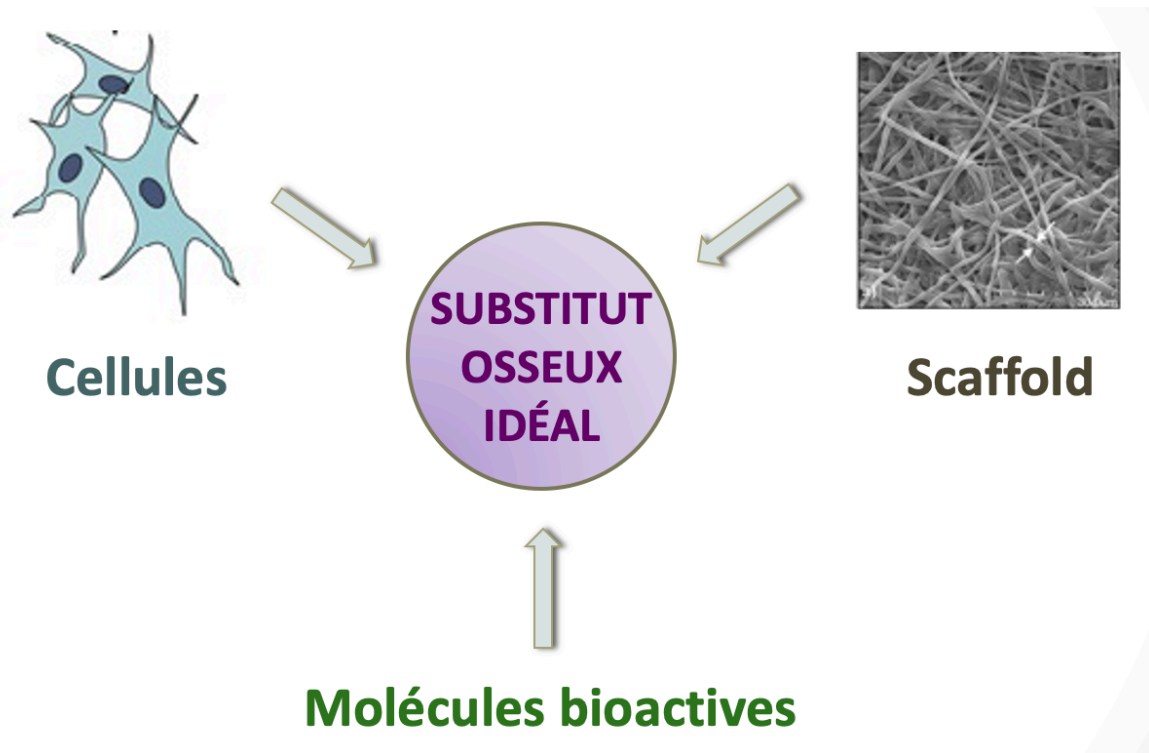 SUBSTITUT
OSSEUX
IDÉAL
Cellules
Scaffold
Molécules bioactives